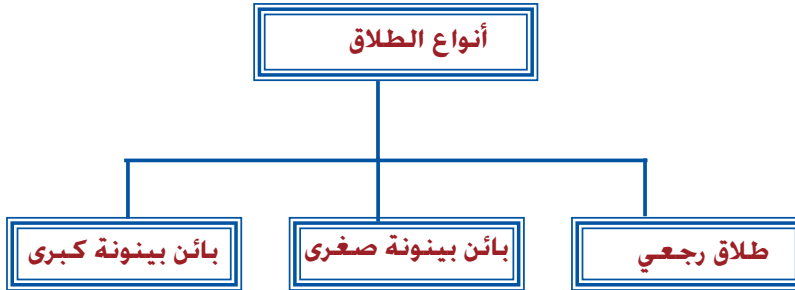 أنواع الطلاق
طلاق رجعي
بائن بينونة صغرى
بائن بينونة كبرى